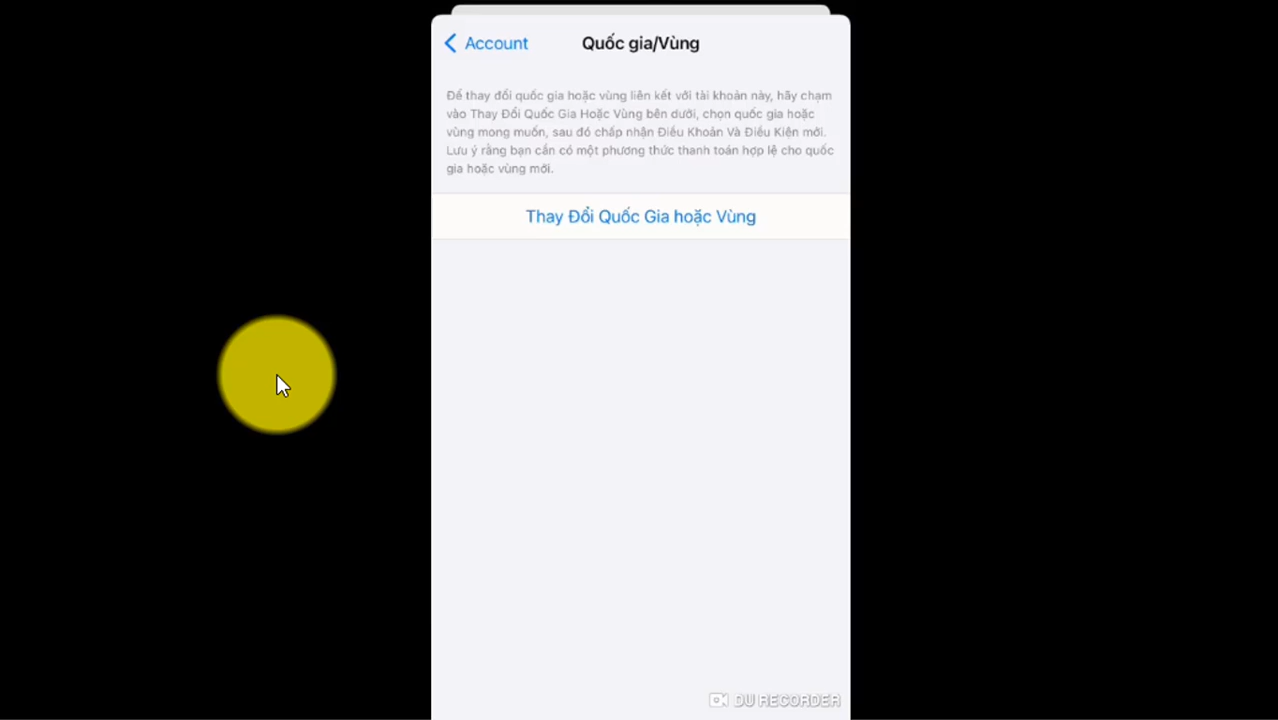 Account
Quốc gia/Vùng
Để thay đổi quốc gia hoặc vùng liên kết với tài khoản này, hãy chạm
vào Thay Đổi Quốc Gia Hoặc Vùng bên dưới, chọn quốc gia hoặc
vùng mong muốn, sau đó chấp nhận Điều Khoản Và Điều Kiện mới.
Lưu ý rằng bạn cần có một phương thức thanh toán hợp lệ cho quốc
gia hoặc vùng mới.
Thay Đổi Quốc Gia hoặc Vùng
DU RECORDER